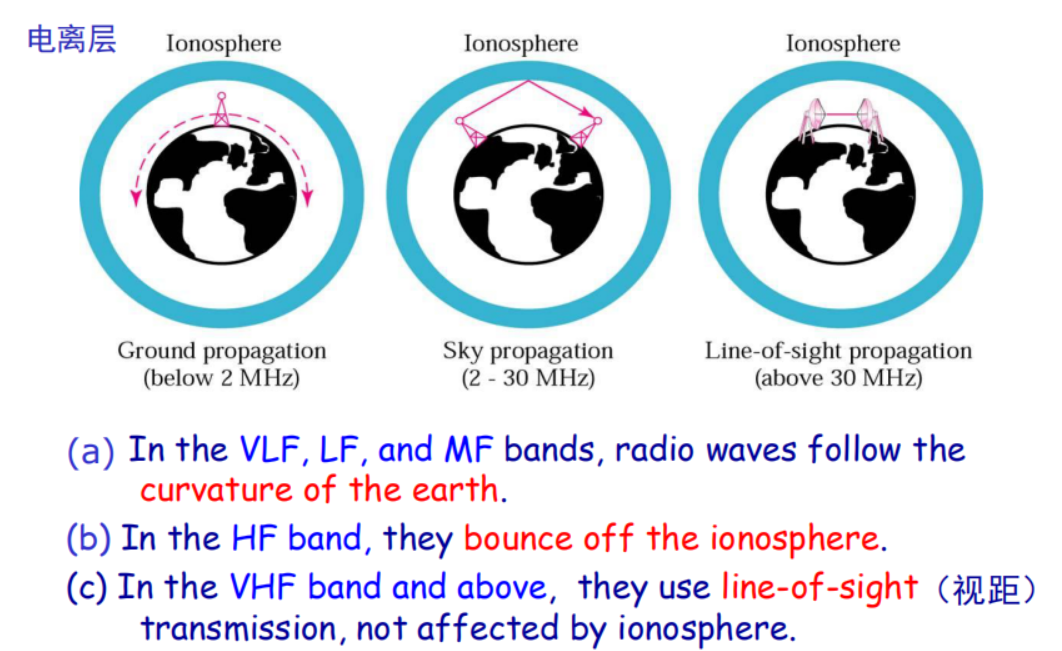 电离层
Ionosphere
Ionosphere
Ionosphere
Ground propagation
(below 2 MHz)
Sky propagation
(2 - 30 MHz)
Line-of-sight propagation
(above 30 MHz)
(a) In the VLF, LF, and MF bands, radio waves follow the
curvature of the earth.
(b) In the HF band, they bounce off the ionosphere.
(c) In the VHF band and above, they use line-of-sight（视距）
transmission, not affected by ionosphere.